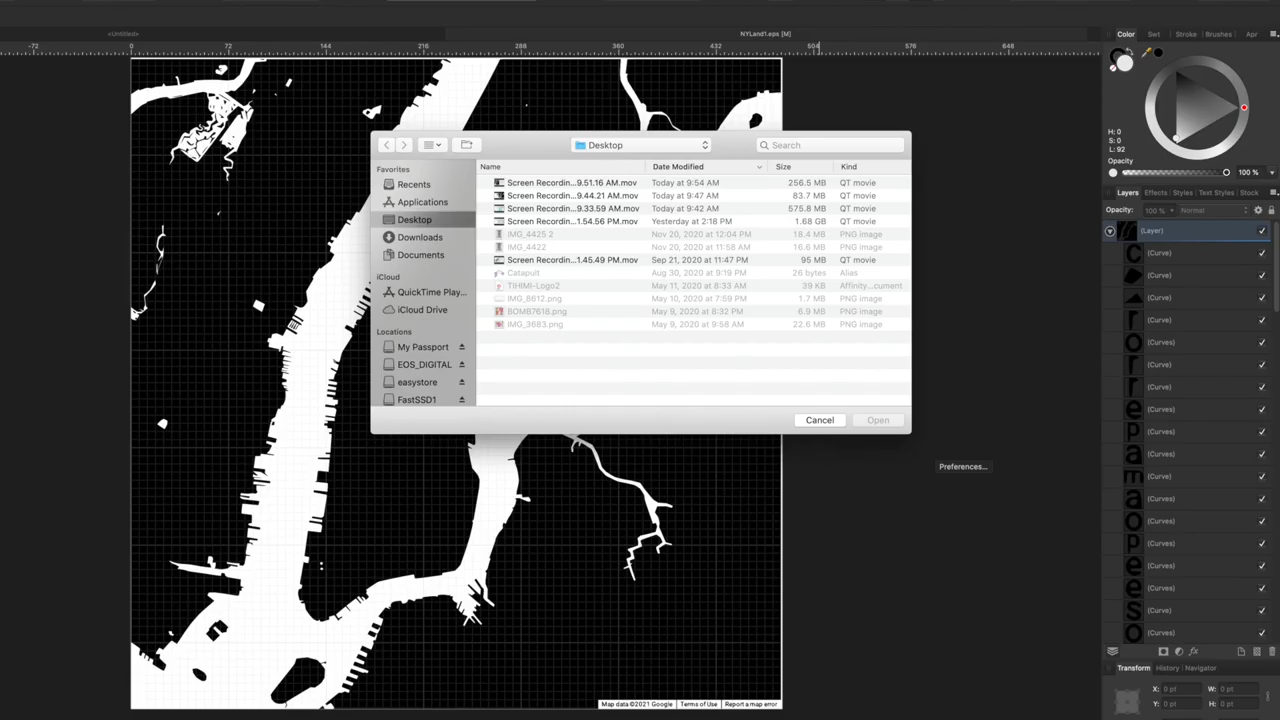 <Untitled>
NYLand1.eps [M]
-72
0
72
144
216
288
360
432
504
576
648
Color
Swt
Stroke
Brushes
Apr
H: 0
S: 0
L: 92
Opacity
100 %
Layers
Effects
Styles
Text Styles
Stock
Opacity:
100 %
Normal
(Layer)
(Curve)
(Curve)
(Curve)
(Curve)
(Curves)
(Curve)
(Curve)
(Curves)
(Curves)
(Curves)
(Curve)
(Curves)
(Curves)
(Curves)
(Curves)
(Curves)
(Curve)
(Curves)
Transform
History
Navigator
X: 0 pt
W: 0 pt
Y: 0 pt
H: 0 pt
Desktop
Search
Favorites
Recents
Applications
Desktop
Downloads
Documents
iCloud
QuickTime Play...
iCloud Drive
Locations
My Passport
EOS_DIGITAL
easystore
FastSSD1
Name
Date Modified
Size
Kind
Screen Recordin...9.51.16 AM.mov Today at 9:54 AM 256.5 MB QT movie
Screen Recordin...9.44.21 AM.mov Today at 9:47 AM 83.7 MB QT movie
Screen Recordin...9.33.59 AM.mov Today at 9:42 AM 575.8 MB QT movie
Screen Recordin...1.54.56 PM.mov Yesterday at 2:18 PM 1.68 GB QT movie
IMG_4425 2 Nov 20, 2020 at 12:04 PM 18.4 MB PNG image
IMG_4422 Nov 20, 2020 at 11:58 AM 16.6 MB PNG image
Screen Recordin...1.45.49 PM.mov Sep 21, 2020 at 11:47 PM 95 MB QT movie
Catapult Aug 30, 2020 at 9:19 PM 26 bytes Alias
TIHIMI-Logo2 May 11, 2020 at 8:33 AM 39 KB Affinity...cument
IMG_8612.png May 10, 2020 at 7:59 PM 1.7 MB PNG image
BOMB7618.png May 9, 2020 at 8:32 PM 6.9 MB PNG image
IMG_3683.png May 9, 2020 at 9:58 AM 22.6 MB PNG image
Cancel
Open
Preferences...
Map data ©2021 Google
Terms of Use
Report a map error